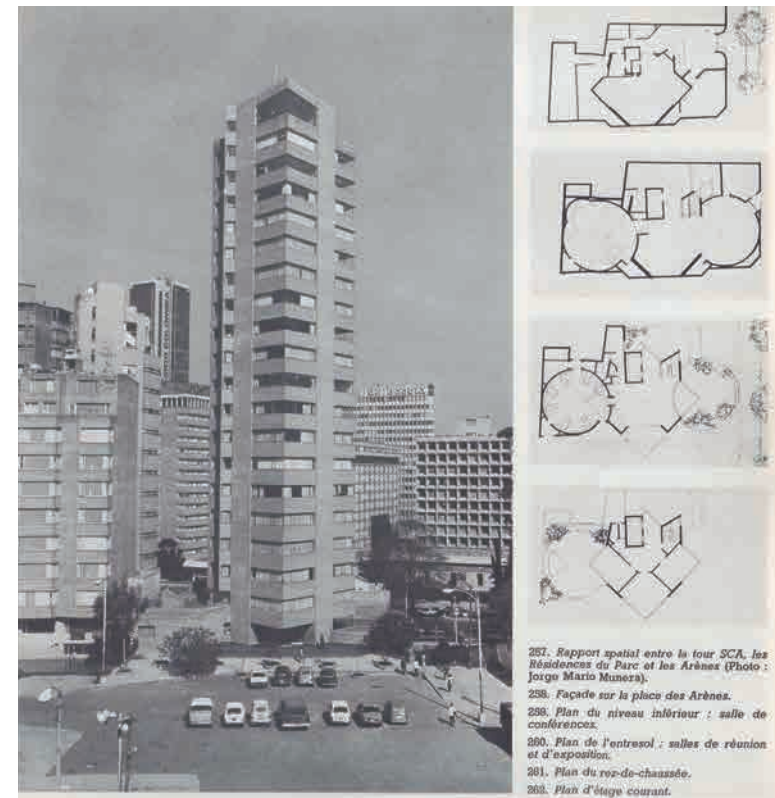 COLOMBIA
257. Rapport spatial entre la tour SCA, les
Résidences du Parc et les Arènes (Photo :
Jorge Mario Munera).
258. Façade sur la place des Arènes.
259. Plan du niveau inférieur : salle de
conférences.
260. Plan de l'entresol ; salles de réunion
et d'exposition.
261. Plan du rez-de-chaussée.
262. Plan d'étage courant.